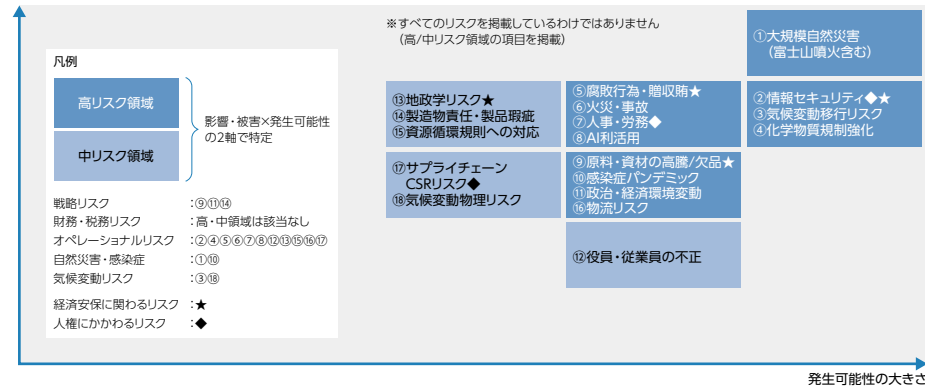 ※すべてのリスクを掲載しているわけではありません
（高/中リスク領域の項目を掲載）
凡例
高リスク領域
中リスク領域
影響・被害×発生可能性
の2軸で特定
戦略リスク ：⑨⑪⑭
財務・税務リスク ：高・中領域は該当なし
オペレーショナルリスク ：②④⑤⑥⑦⑧⑫⑬⑮⑯⑰
自然災害・感染症 ：①⑩
気候変動リスク ：③⑱
経済安保に関わるリスク ：★
人権にかかわるリスク ：◆
①大規模自然災害
（富士山噴火含む）
⑬地政学リスク★
⑭製造物責任・製品瑕疵
⑮資源循環規則への対応
⑤腐敗行為・贈収賄★
⑥火災・事故
⑦人事・労務◆
⑧AI利活用
②情報セキュリティ◆★
③気候変動移行リスク
④化学物質規制強化
⑰サプライチェーン
CSRリスク◆
⑱気候変動物理リスク
⑨原料・資材の高騰/欠品★
⑩感染症パンデミック
⑪政治・経済環境変動
⑯物流リスク
⑫役員・従業員の不正
発生可能性の大きさ